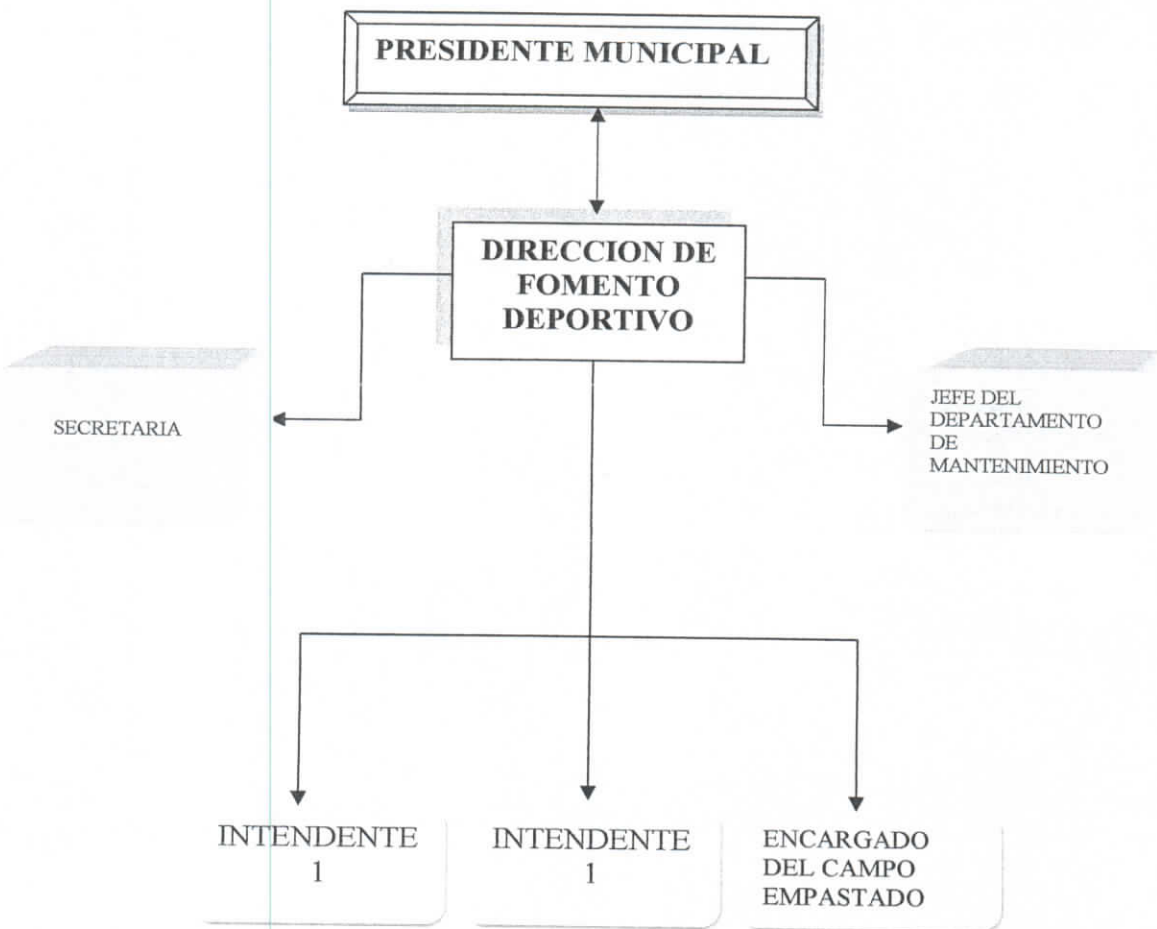 PRESIDENTE MUNICIPAL
DIRECCION DE
FOMENTO
DEPORTIVO
SECRETARIA
JEFE DEL
DEPARTAMENTO
DE
MANTENIMIENTO
INTENDENTE
1
INTENDENTE
1
ENCARGADO
DEL CAMPO
EMPASTADO